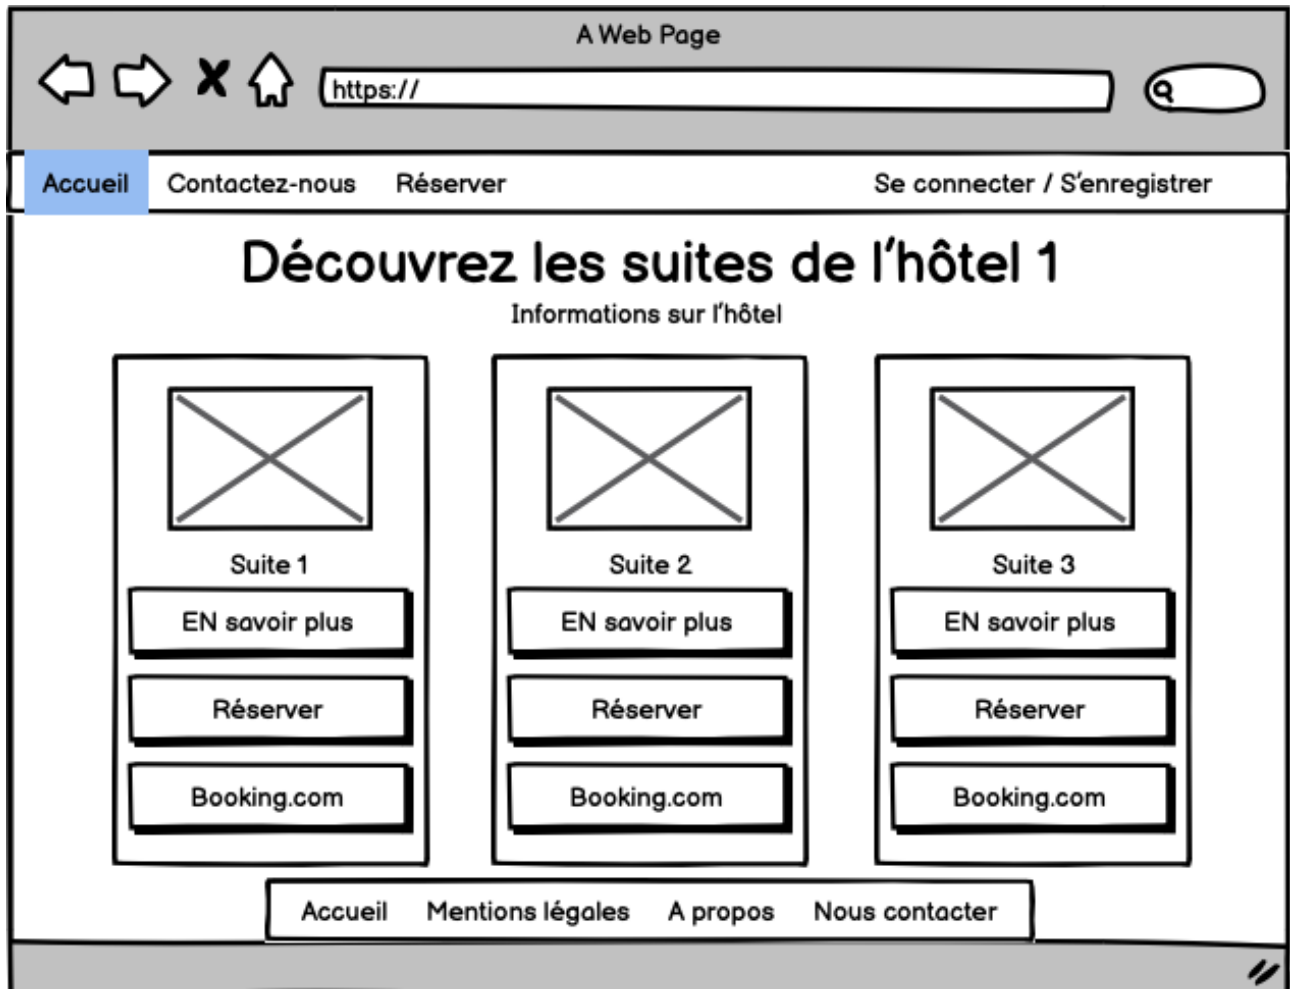 A Web Page
https://
Accueil Contactez-nous Réserver Se connecter / S'enregistrer
Découvrez les suites de l'hôtel 1
Informations sur l'hôtel
Suite 1 Suite 2 Suite 3
EN savoir plus EN savoir plus EN savoir plus
Réserver Réserver Réserver
Booking.com Booking.com Booking.com
Accueil Mentions légales A propos Nous contacter